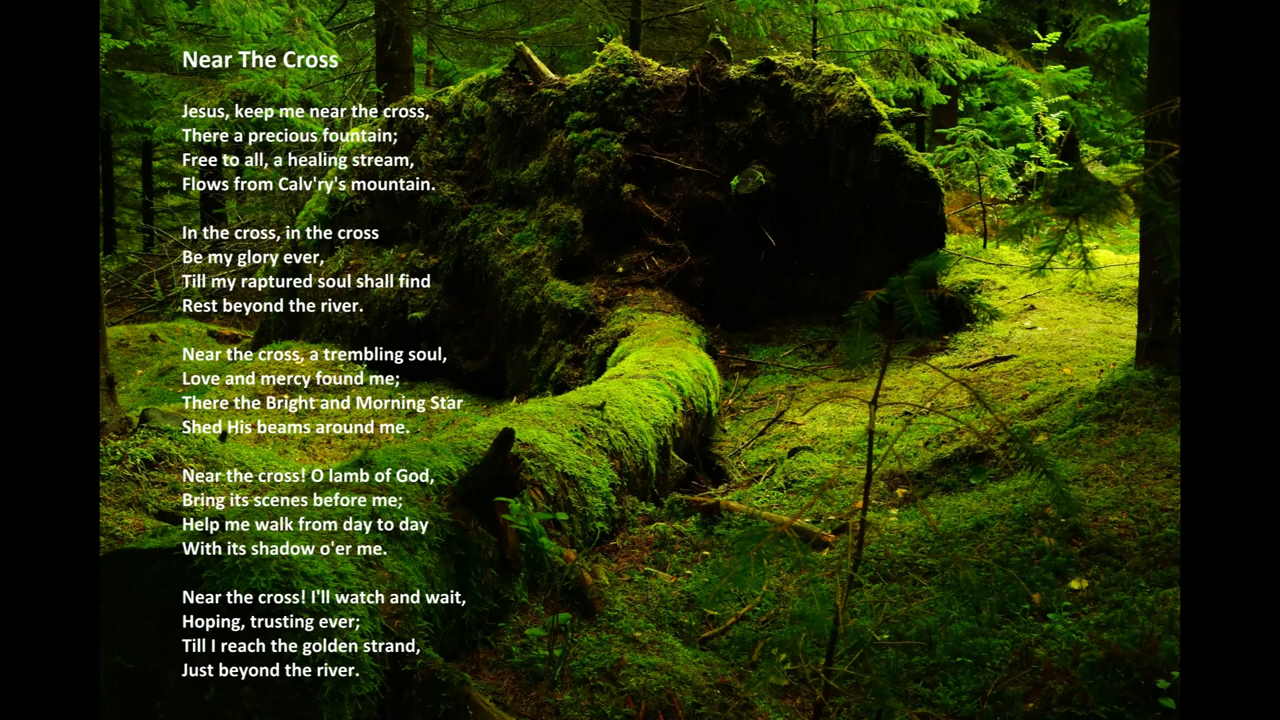 Near The Cross
Jesus, keep me near the cross,
There a precious fountain;
Free to all, a healing stream,
Flows from Calv'ry's mountain.
In the cross, in the cross
Be my glory ever,
Till my raptured soul shall find
Rest beyond the river.
Near the cross, a trembling soul,
Love and mercy found me;
There the Bright and Morning Star
Shed His beams around me.
Near the cross! O lamb of God,
Bring its scenes before me;
Help me walk from day to day
With its shadow o'er me.
Near the cross! I'll watch and wait,
Hoping, trusting ever;
Till I reach the golden strand,
Just beyond the river.